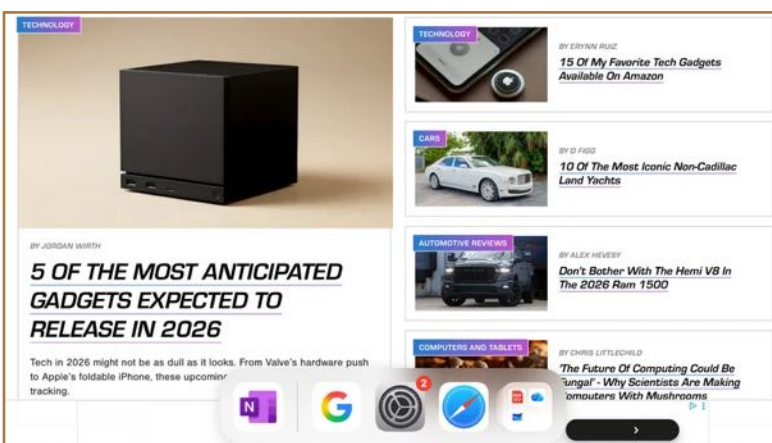 TECHNOLOGY
BY JORDAN WIRTH
5 OF THE MOST ANTICIPATED
GADGETS EXPECTED TO
RELEASE IN 2026
Tech in 2026 might not be as dull as it looks. From Valve's hardware push
to Apple's foldable iPhone, these upcoming
tracking.
TECHNOLOGY
BY ERYNN RUIZ
15 Of My Favorite Tech Gadgets
Available On Amazon
CARS
BY D FIGG
10 Of The Most Iconic Non-Cadillac
Land Yachts
AUTOMOTIVE REVIEWS
BY ALEX HEVESY
Don't Bother With The Hemi V8 In
The 2026 Ram 1500
COMPUTERS AND TABLETS
BY CHRIS LITTLECHILD
'The Future Of Computing Could Be
Fungal' - Why Scientists Are Making
Computers With Mushrooms
N
G
2